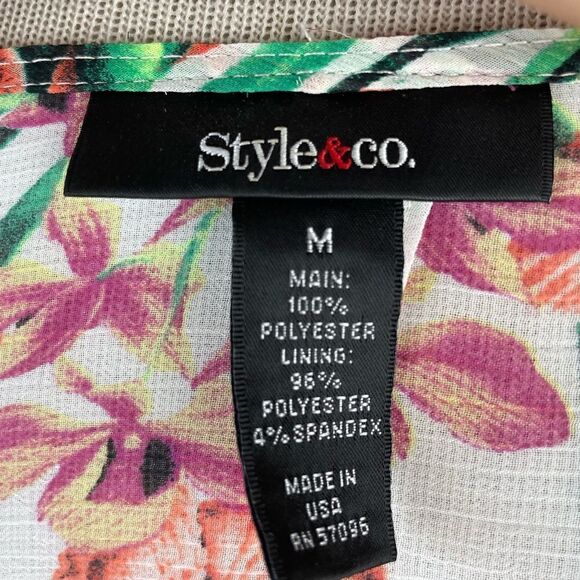 Style&co.
M
MAIN:
100%
POLYESTER
LINING:
96%
POLYESTER
4% SPANDEX
MADE IN
USA
RN 57096